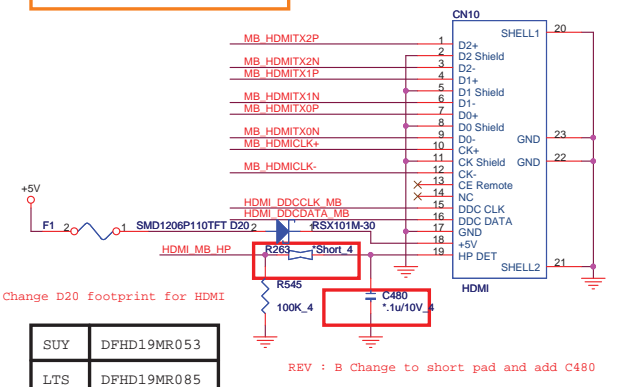 CN10
SHELL1 20
MB_HDMITX2P 1 D2+
2 D2 Shield
MB_HDMITX2N 3 D2-
MB_HDMITX1P 4 D1+
5 D1 Shield
MB_HDMITX1N 6 D1-
MB_HDMITX0P 7 D0+
8 D0 Shield
MB_HDMITX0N 9 D0- GND 23
MB_HDMICLK+ 10 CK+
11 CK Shield GND 22
MB_HDMICLK- 12 CK-
13 CE Remote
14 NC
HDMI_DDCCLK_MB 15 DDC CLK
HDMI_DDCDATA_MB 16 DDC DATA
17 GND
18 +5V
19 HP DET
SHELL2 21
HDMI
+5V
F1 2 1 SMD1206P110TFT D20 2 1 RSX101M-30
HDMI_MB_HP R263 *Short_4
R545
100K_4
C480
*.1u/10V_4
Change D20 footprint for HDMI
SUY DFHD19MR053
LTS DFHD19MR085
REV : B Change to short pad and add C480